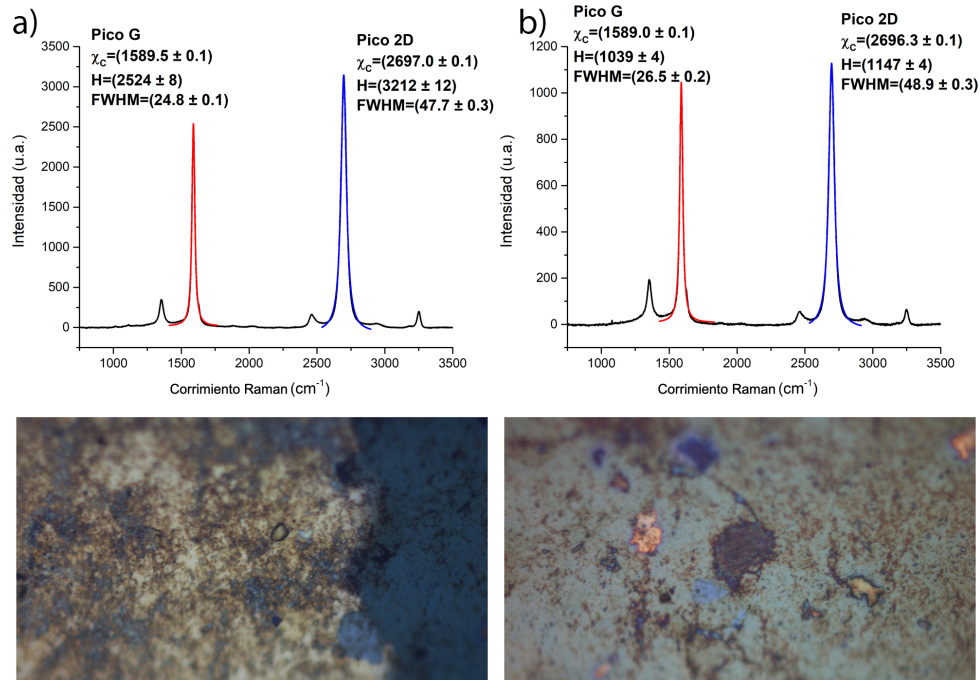 a)
Pico G
χc=(1589.5 ± 0.1)
H=(2524 ± 8)
FWHM=(24.8 ± 0.1)
Pico 2D
χc=(2697.0 ± 0.1)
H=(3212 ± 12)
FWHM=(47.7 ± 0.3)
3500
3000
2500
2000
1500
1000
500
0
Intensidad (u.a.)
1000 1500 2000 2500 3000 3500
Corrimiento Raman (cm⁻¹)
b)
Pico G
χc=(1589.0 ± 0.1)
H=(1039 ± 4)
FWHM=(26.5 ± 0.2)
Pico 2D
χc=(2696.3 ± 0.1)
H=(1147 ± 4)
FWHM=(48.9 ± 0.3)
1200
1000
800
600
400
200
0
Intensidad (u.a.)
1000 1500 2000 2500 3000 3500
Corrimiento Raman (cm⁻¹)